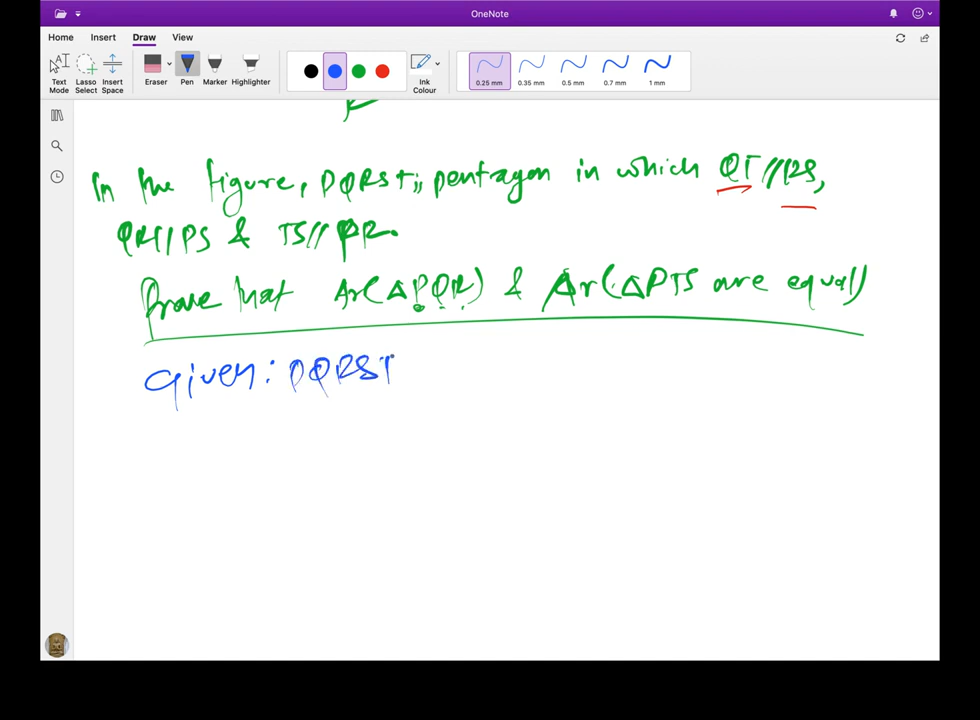 OneNote
Home Insert Draw View
Text Mode Lasso Select Insert Space Eraser Pen Marker Highlighter Ink Colour 0.25 mm 0.35 mm 0.5 mm 0.7 mm 1 mm
In the figure, PQRST is pentagon in which QT//RS,
QR//PS & TS//PR.
Prove that Ar(△PQR) & Ar(△PTS are equal)
Given: PQRST